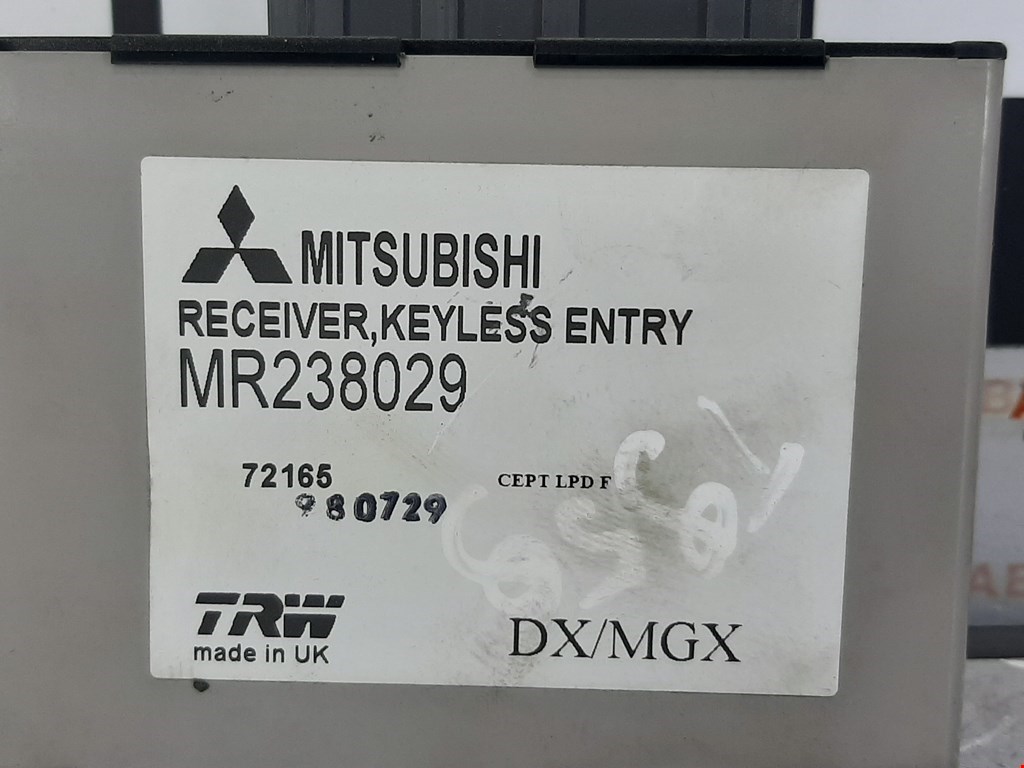 MITSUBISHI
RECEIVER,KEYLESS ENTRY
MR238029
72165
CEPT LPD F
980729
TRW
made in UK
DX/MGX